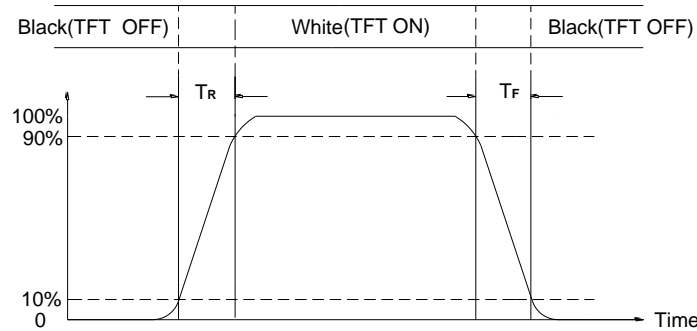 Black(TFT OFF) White(TFT ON) Black(TFT OFF)
TR TF
100%
90%
10%
0
Time